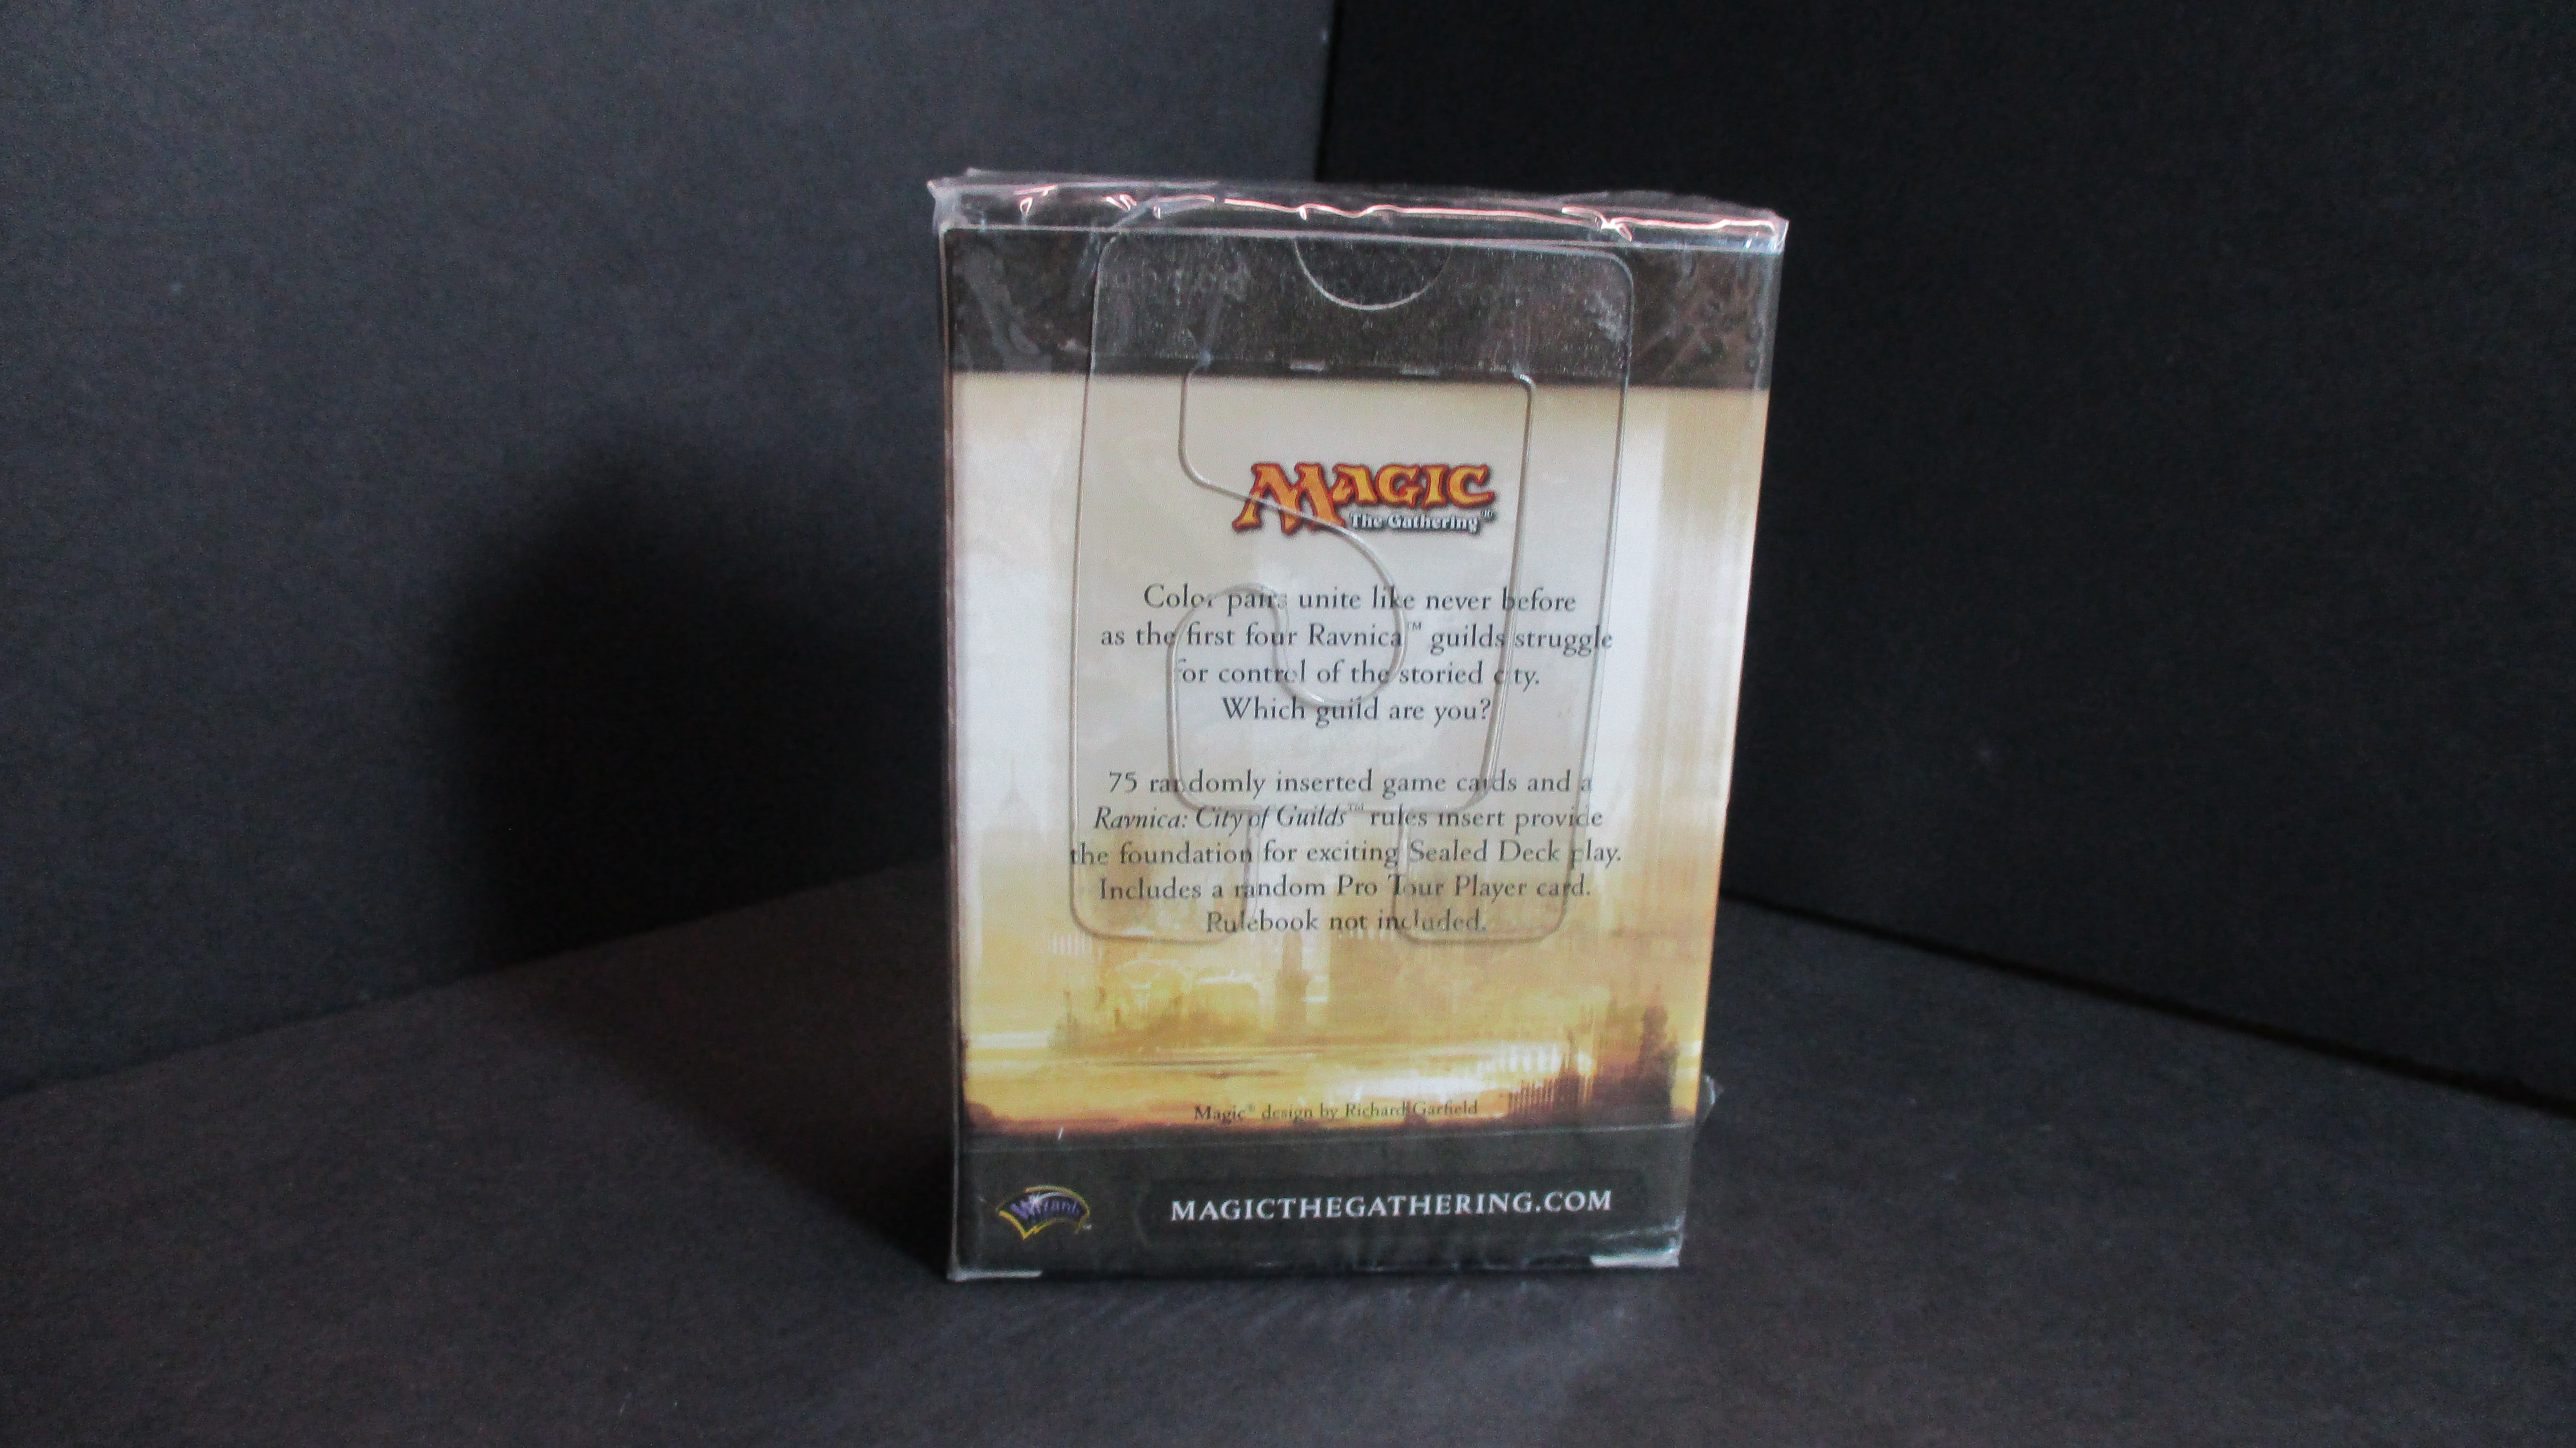 MAGIC
The Gathering™
Color pairs unite like never before
as the first four Ravnica™ guilds struggle
for control of the storied city.
Which guild are you?
75 randomly inserted game cards and a
Ravnica: City of Guilds™ rules insert provide
the foundation for exciting Sealed Deck play.
Includes a random Pro Tour Player card.
Rulebook not included.
Magic® design by Richard Garfield
Wizards
MAGICTHEGATHERING.COM